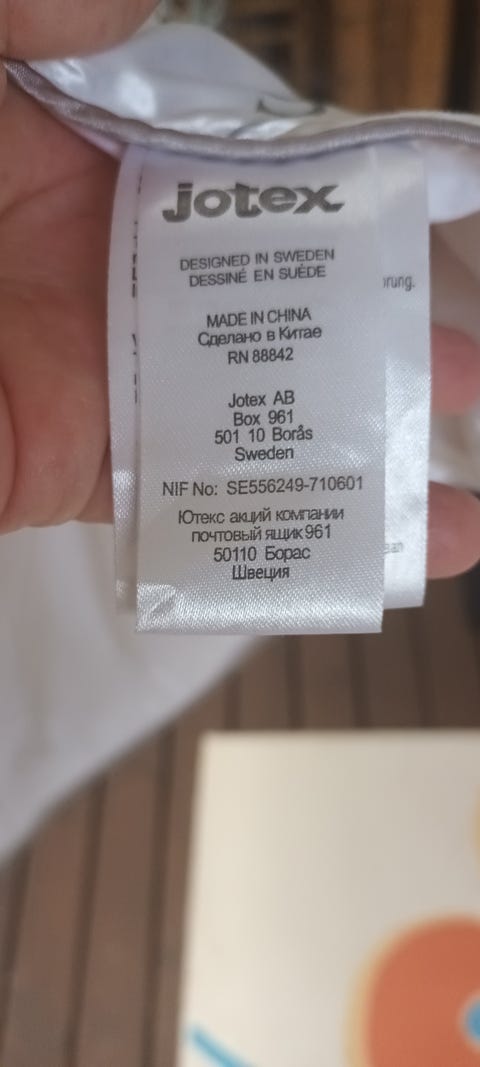 jotex
DESIGNED IN SWEDEN
DESSINÉ EN SUÉDE
MADE IN CHINA
Сделано в Китае
RN 88842
Jotex AB
Box 961
501 10 Borås
Sweden
NIF No: SE556249-710601
Ютекс акций компании
почтовый ящик 961
50110 Борас
Швеция